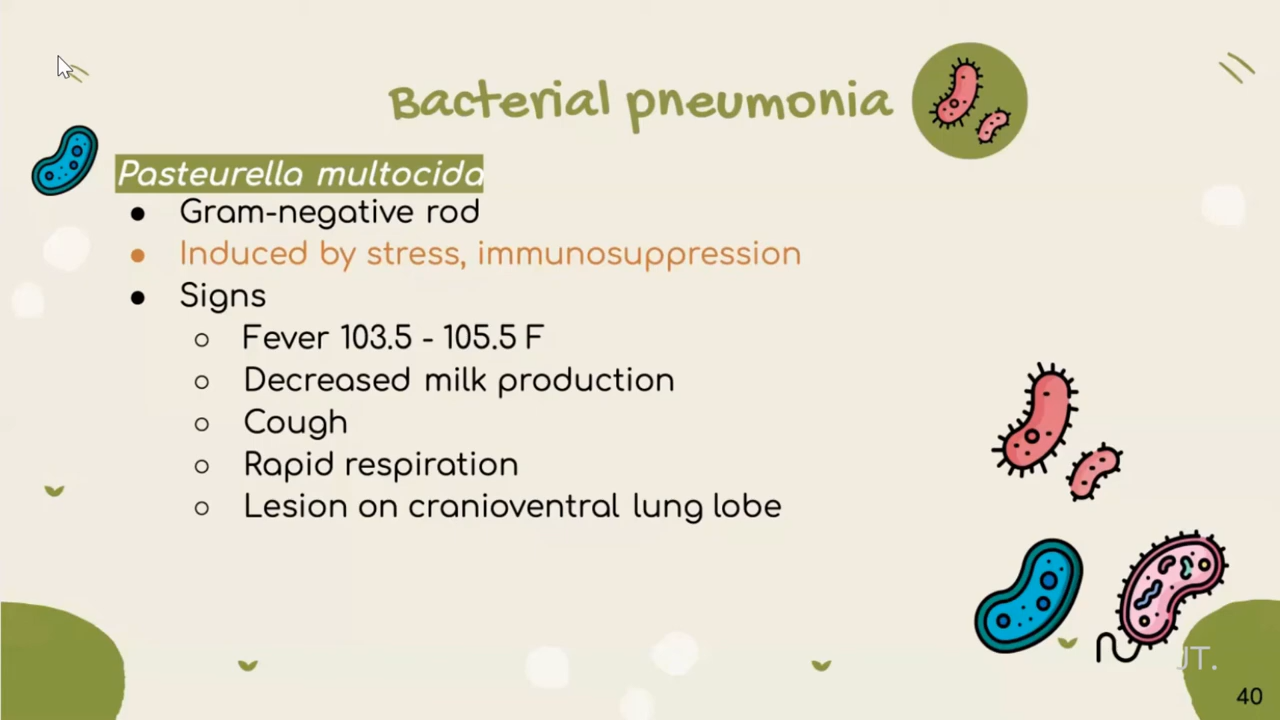 Bacterial pneumonia
Pasteurella multocida
● Gram-negative rod
● Induced by stress, immunosuppression
● Signs
○ Fever 103.5 - 105.5 F
○ Decreased milk production
○ Cough
○ Rapid respiration
○ Lesion on cranioventral lung lobe
JT.
40